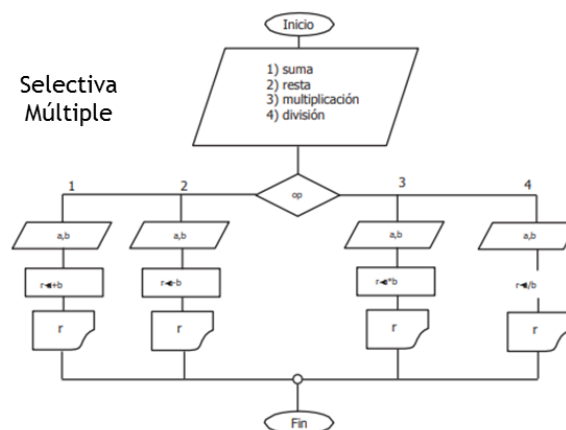 Inicio
Selectiva
Múltiple
1) suma
2) resta
3) multiplicación
4) división
op
1
2
3
4
a,b
a,b
a,b
a,b
r
r
r
r
Fin